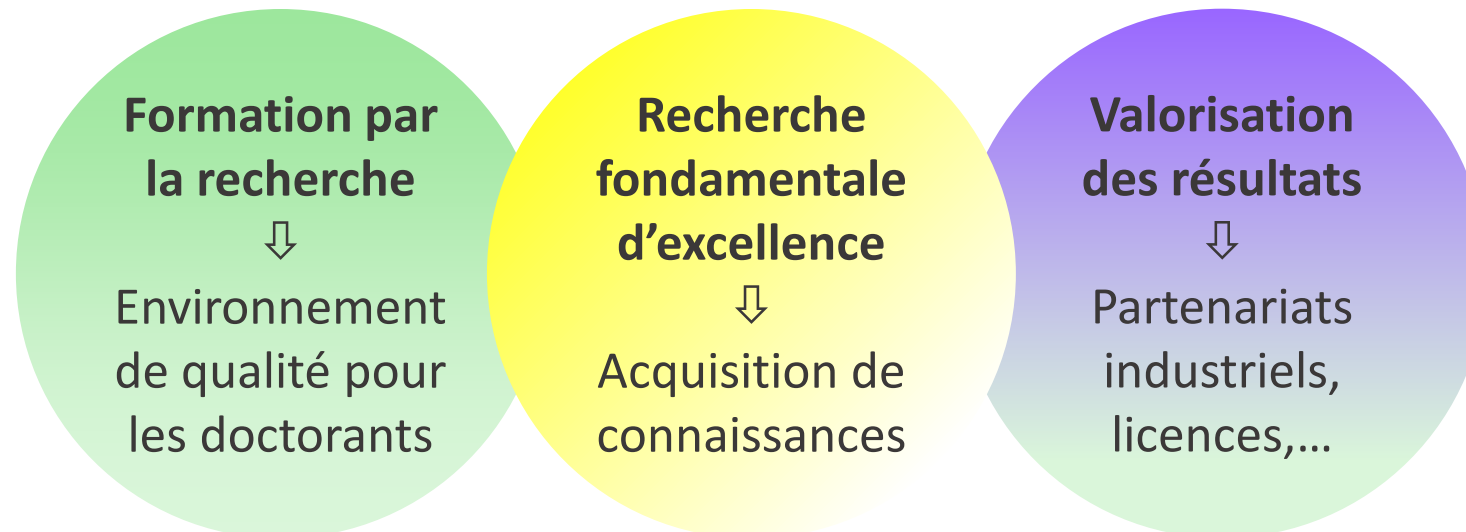 Formation par
la recherche
⇩
Environnement
de qualité pour
les doctorants
Recherche
fondamentale
d’excellence
⇩
Acquisition de
connaissances
Valorisation
des résultats
⇩
Partenariats
industriels,
licences,…